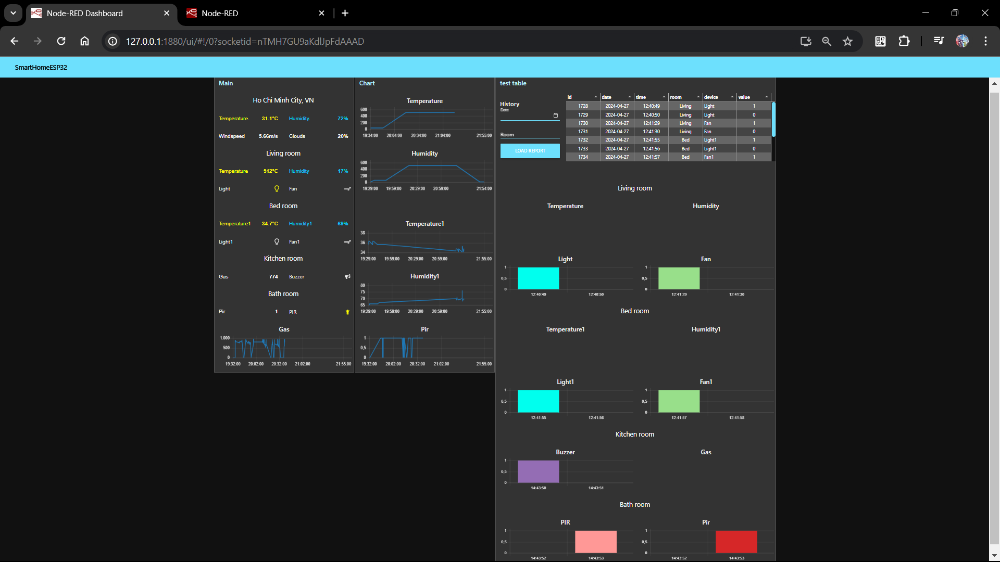 Node-RED Dashboard
Node-RED
127.0.0.1:1880/ui/#!/0?socketid=nTMH7GU9aKdlJpFdAAAD
SmartHomeESP32
Main
Ho Chi Minh City, VN
Temperature. 31.1°C Humidity. 72%
Windspeed 5.66m/s Clouds 20%
Living room
Temperature 512°C Humidity 17%
Light Fan
Bed room
Temperature1 34.7°C Humidity1 69%
Light1 Fan1
Kitchen room
Gas 774 Buzzer
Bath room
Pir 1 PIR
Gas
1.000
500
0
19:32:00 20:02:00 20:32:00 21:02:00 21:55:00
Chart
Temperature
600
400
200
0
19:34:00 20:04:00 20:34:00 21:04:00 21:55:00
Humidity
600
400
200
0
19:29:00 19:59:00 20:29:00 20:59:00 21:54:00
Temperature1
38
36
34
19:29:00 19:59:00 20:29:00 20:59:00 21:55:00
Humidity1
80
75
70
65
19:29:00 19:59:00 20:29:00 20:59:00 21:55:00
Pir
1
0,5
0
19:32:00 20:02:00 20:32:00 21:02:00 21:55:00
test table
History
Date
Room
LOAD REPORT
id date time room device value
1728 2024-04-27 12:40:49 Living Light 1
1729 2024-04-27 12:40:50 Living Light 0
1730 2024-04-27 12:41:29 Living Fan 1
1731 2024-04-27 12:41:30 Living Fan 0
1732 2024-04-27 12:41:55 Bed Light1 1
1733 2024-04-27 12:41:56 Bed Light1 0
1734 2024-04-27 12:41:57 Bed Fan1 1
Living room
Temperature Humidity
Light
1
0,5
0
12:40:49 12:40:50
Fan
1
0,5
0
12:41:29 12:41:30
Bed room
Temperature1 Humidity1
Light1
1
0,5
0
12:41:55 12:41:56
Fan1
1
0,5
0
12:41:57 12:41:58
Kitchen room
Buzzer
1
0,5
0
14:43:50 14:43:51
Gas
Bath room
PIR
1
0,5
0
14:43:52 14:43:53
Pir
1
0,5
0
14:43:52 14:43:53